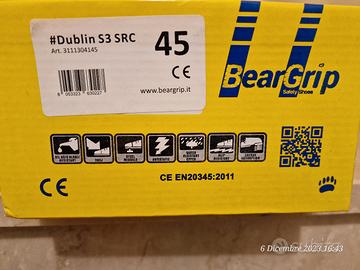 #Dublin S3 SRC
Art. 3111304145
45
CE
www.beargrip.it
BearGrip
Safety Shoes
ANTISTATIC
CE
CE EN20345:2011
6 Dicembre 2023 16:43